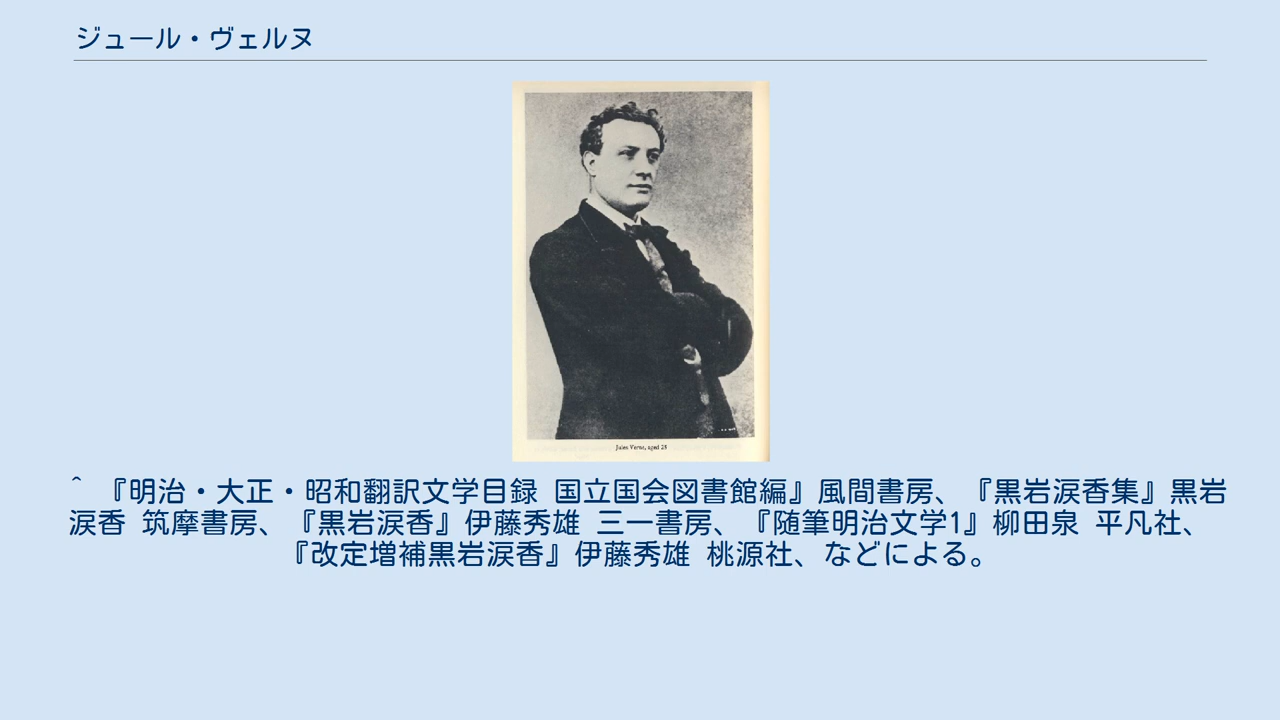 ジュール・ヴェルヌ
Jules Verne, aged 25
^ 『明治・大正・昭和翻訳文学目録 国立国会図書館編』風間書房、『黒岩涙香集』黒岩
涙香 筑摩書房、『黒岩涙香』伊藤秀雄 三一書房、『随筆明治文学1』柳田泉 平凡社、
『改定増補黒岩涙香』伊藤秀雄 桃源社、などによる。